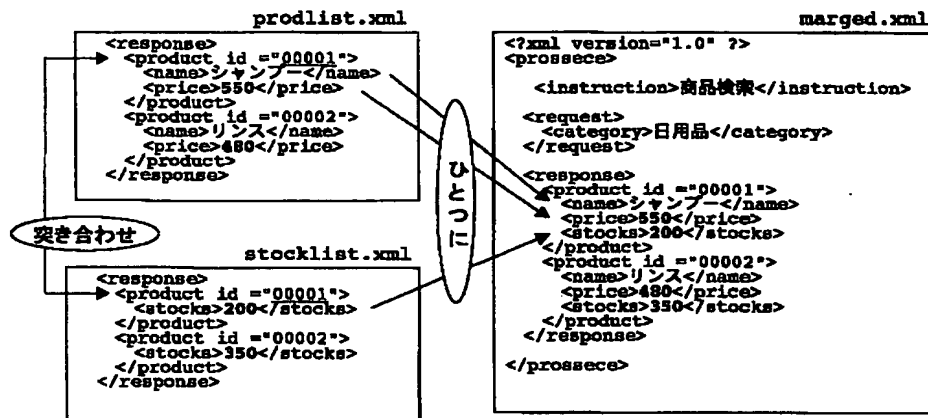 prodlist.xml
<response>
<product id ="00001">
<name>シャンプー</name>
<price>550</price>
</product>
<product id ="00002">
<name>リンス</name>
<price>480</price>
</product>
</response>
突き合わせ
stocklist.xml
<response>
<product id ="00001">
<stocks>200</stocks>
</product>
<product id ="00002">
<stocks>350</stocks>
</product>
</response>
ひとつに
marged.xml
<?xml version="1.0" ?>
<prossece>
<instruction>商品検索</instruction>
<request>
<category>日用品</category>
</request>
<response>
<product id ="00001">
<name>シャンプー</name>
<price>550</price>
<stocks>200</stocks>
</product>
<product id ="00002">
<name>リンス</name>
<price>480</price>
<stocks>350</stocks>
</product>
</response>
</prossece>